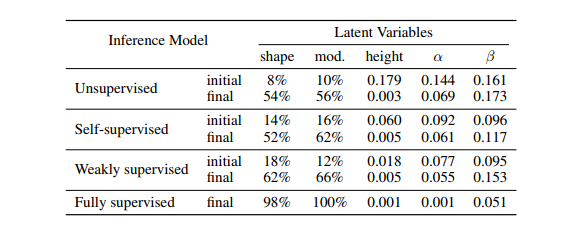 Inference Model Latent Variables
shape mod. height α β
Unsupervised initial 8% 10% 0.179 0.144 0.161
final 54% 56% 0.003 0.069 0.173
Self-supervised initial 14% 16% 0.060 0.092 0.096
final 52% 62% 0.005 0.061 0.117
Weakly supervised initial 18% 12% 0.018 0.077 0.095
final 62% 66% 0.005 0.055 0.153
Fully supervised final 98% 100% 0.001 0.001 0.051